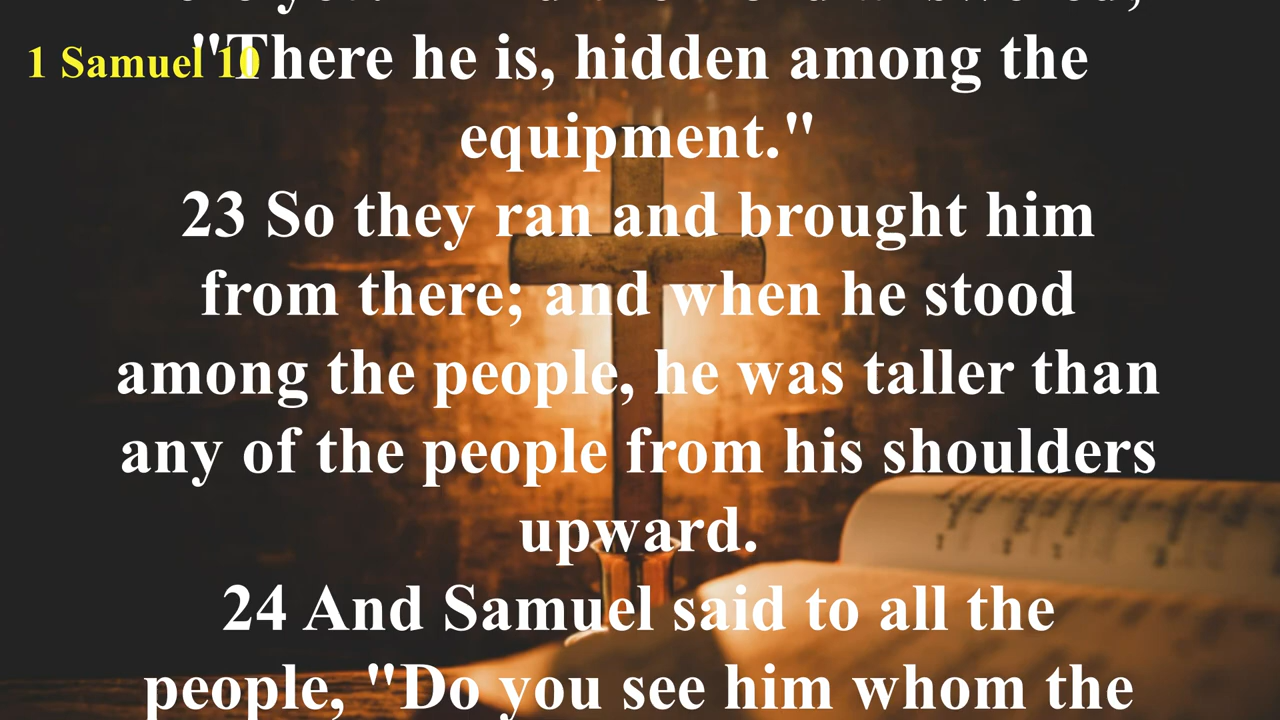 1 Samuel 10
"There he is, hidden among the
equipment."
23 So they ran and brought him
from there; and when he stood
among the people, he was taller than
any of the people from his shoulders
upward.
24 And Samuel said to all the
people, "Do you see him whom the